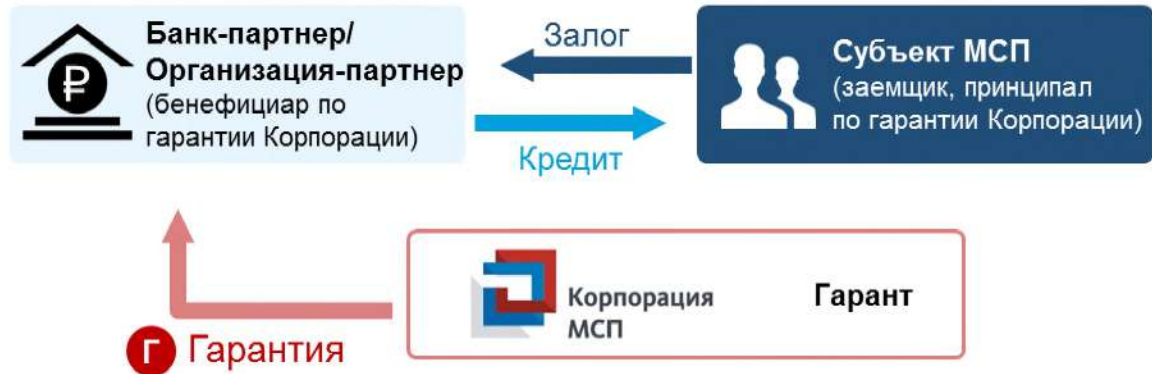 Банк-партнер/
Организация-партнер
(бенефициар по
гарантии Корпорации)
Залог
Кредит
Субъект МСП
(заемщик, принципал
по гарантии Корпорации)
Корпорация
МСП
Гарант
Г Гарантия